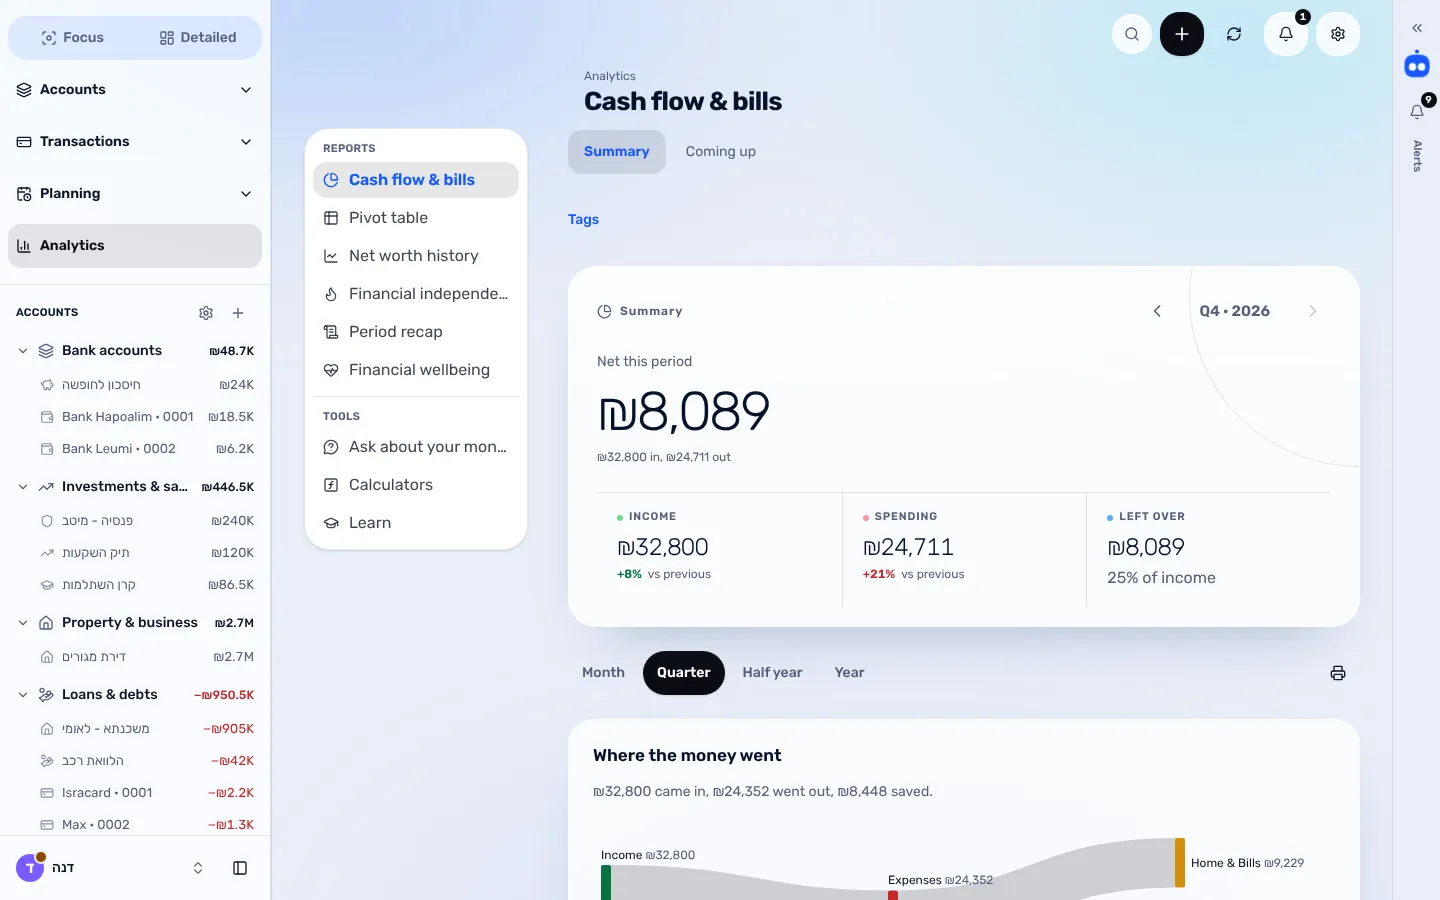 Focus
Detailed
Accounts
Transactions
Planning
Analytics
ACCOUNTS
Bank accounts ₪48.7K
חיסכון לחופשה ₪24K
Bank Hapoalim • 0001 ₪18.5K
Bank Leumi • 0002 ₪6.2K
Investments & sa... ₪446.5K
פנסיה - מיטב ₪240K
תיק השקעות ₪120K
קרן השתלמות ₪86.5K
Property & business ₪2.7M
דירת מגורים ₪2.7M
Loans & debts −₪950.5K
משכנתא - לאומי −₪905K
הלוואת רכב −₪42K
Isracard • 0001 −₪2.2K
Max • 0002 −₪1.3K
T דנה
REPORTS
Cash flow & bills
Pivot table
Net worth history
Financial independe...
Period recap
Financial wellbeing
TOOLS
Ask about your mon...
Calculators
Learn
1
Analytics
Cash flow & bills
Summary
Coming up
Tags
Summary
Q4 • 2026
Net this period
₪8,089
₪32,800 in, ₪24,711 out
INCOME
₪32,800
+8% vs previous
SPENDING
₪24,711
+21% vs previous
LEFT OVER
₪8,089
25% of income
Month
Quarter
Half year
Year
Where the money went
₪32,800 came in, ₪24,352 went out, ₪8,448 saved.
Income ₪32,800
Expenses ₪24,352
Home & Bills ₪9,229
9
Alerts